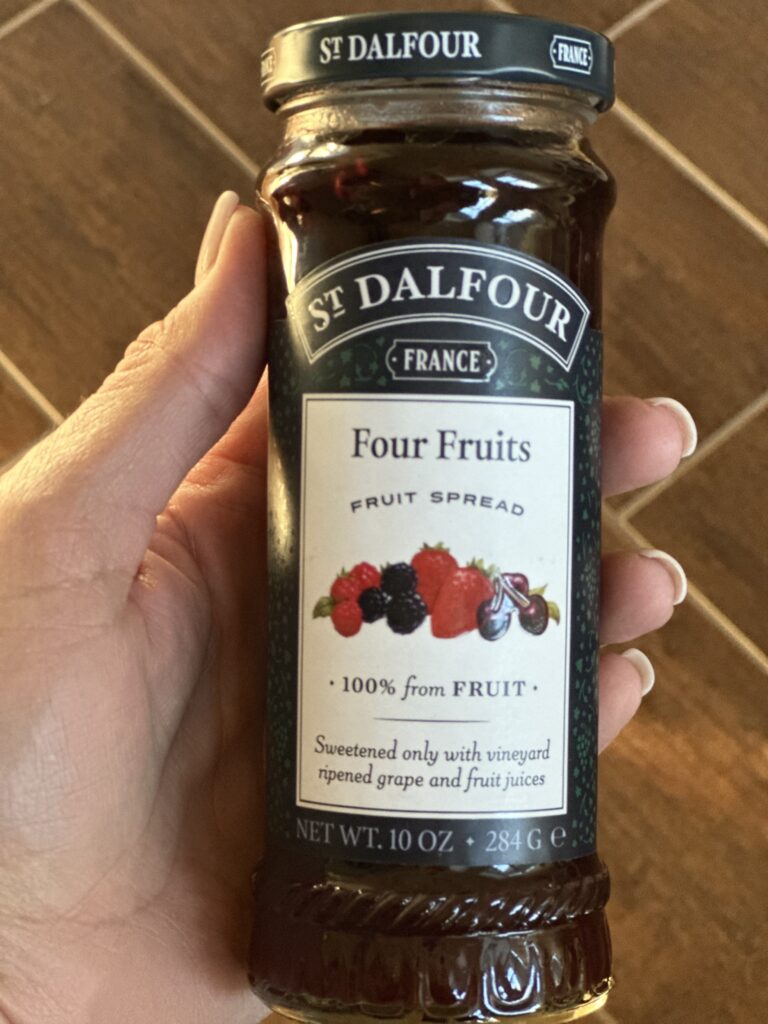 ST DALFOUR
FRANCE
ST DALFOUR
FRANCE
Four Fruits
FRUIT SPREAD
· 100% from FRUIT ·
Sweetened only with vineyard
ripened grape and fruit juices
NET WT. 10 OZ • 284 G ℮